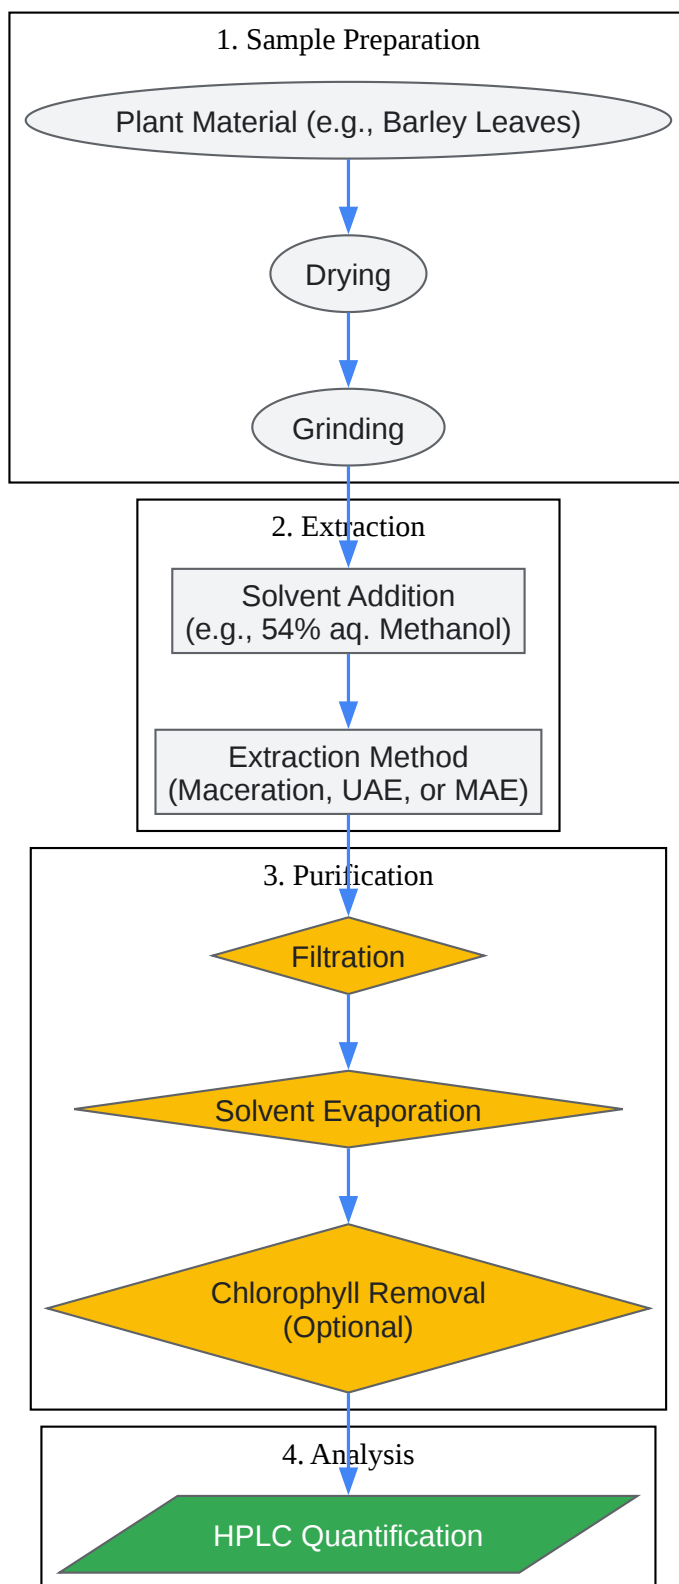 1. Sample Preparation
Plant Material (e.g., Barley Leaves)
Drying
Grinding
2. Extraction
Solvent Addition
(e.g., 54% aq. Methanol)
Extraction Method
(Maceration, UAE, or MAE)
3. Purification
Filtration
Solvent Evaporation
Chlorophyll Removal
(Optional)
4. Analysis
HPLC Quantification